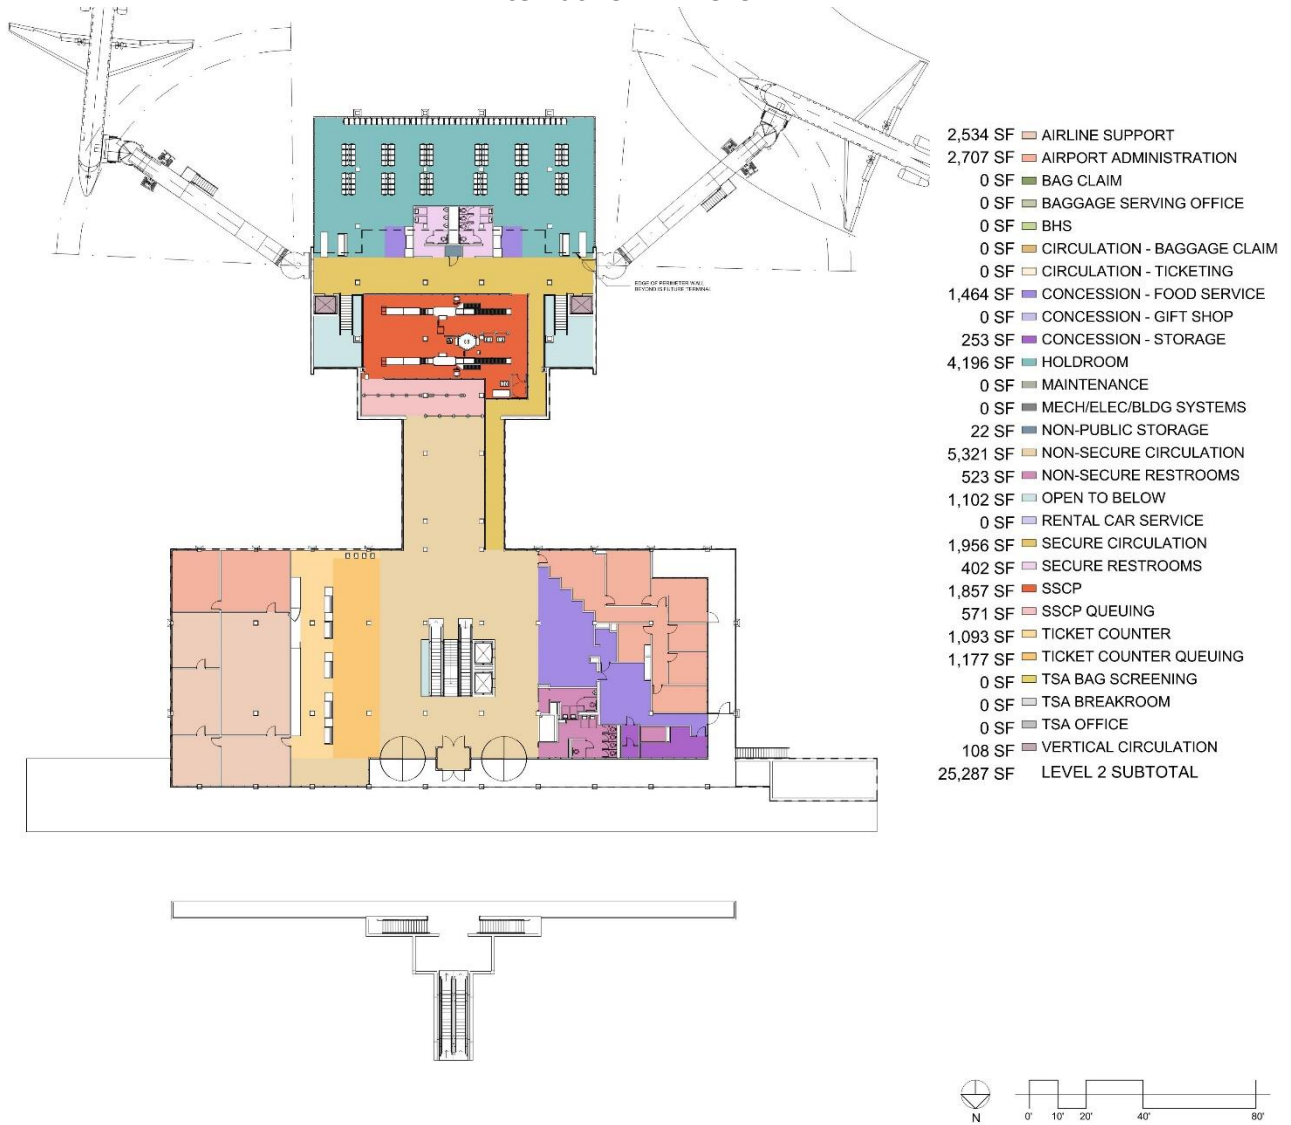 2,534 SF AIRLINE SUPPORT
2,707 SF AIRPORT ADMINISTRATION
0 SF BAG CLAIM
0 SF BAGGAGE SERVING OFFICE
0 SF BHS
0 SF CIRCULATION - BAGGAGE CLAIM
0 SF CIRCULATION - TICKETING
1,464 SF CONCESSION - FOOD SERVICE
0 SF CONCESSION - GIFT SHOP
253 SF CONCESSION - STORAGE
4,196 SF HOLDROOM
0 SF MAINTENANCE
0 SF MECH/ELEC/BLDG SYSTEMS
22 SF NON-PUBLIC STORAGE
5,321 SF NON-SECURE CIRCULATION
523 SF NON-SECURE RESTROOMS
1,102 SF OPEN TO BELOW
0 SF RENTAL CAR SERVICE
1,956 SF SECURE CIRCULATION
402 SF SECURE RESTROOMS
1,857 SF SSCP
571 SF SSCP QUEUING
1,093 SF TICKET COUNTER
1,177 SF TICKET COUNTER QUEUING
0 SF TSA BAG SCREENING
0 SF TSA BREAKROOM
0 SF TSA OFFICE
108 SF VERTICAL CIRCULATION
25,287 SF LEVEL 2 SUBTOTAL
EDGE OF PERIMETER WALL
BEYOND IS FUTURE TERMINAL
N
0' 10' 20' 40' 80'